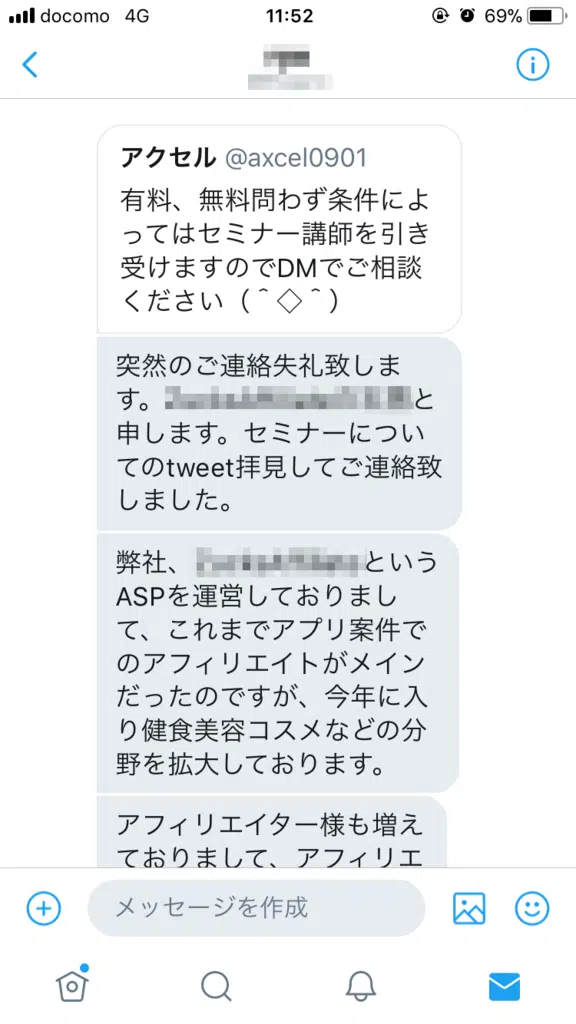 docomo 4G 11:52 69%
アクセル @axcel0901
有料、無料問わず条件によ
ってはセミナー講師を引き
受けますのでDMでご相談
ください（＾◇＾）
突然のご連絡失礼致しま
す。と
申します。セミナーについ
てのtweet拝見してご連絡致
しました。
弊社、という
ASPを運営しておりまし
て、これまでアプリ案件で
のアフィリエイトがメイン
だったのですが、今年に入
り健食美容コスメなどの分
野を拡大しております。
アフィリエイター様も増え
ておりまして、アフィリエ
メッセージを作成